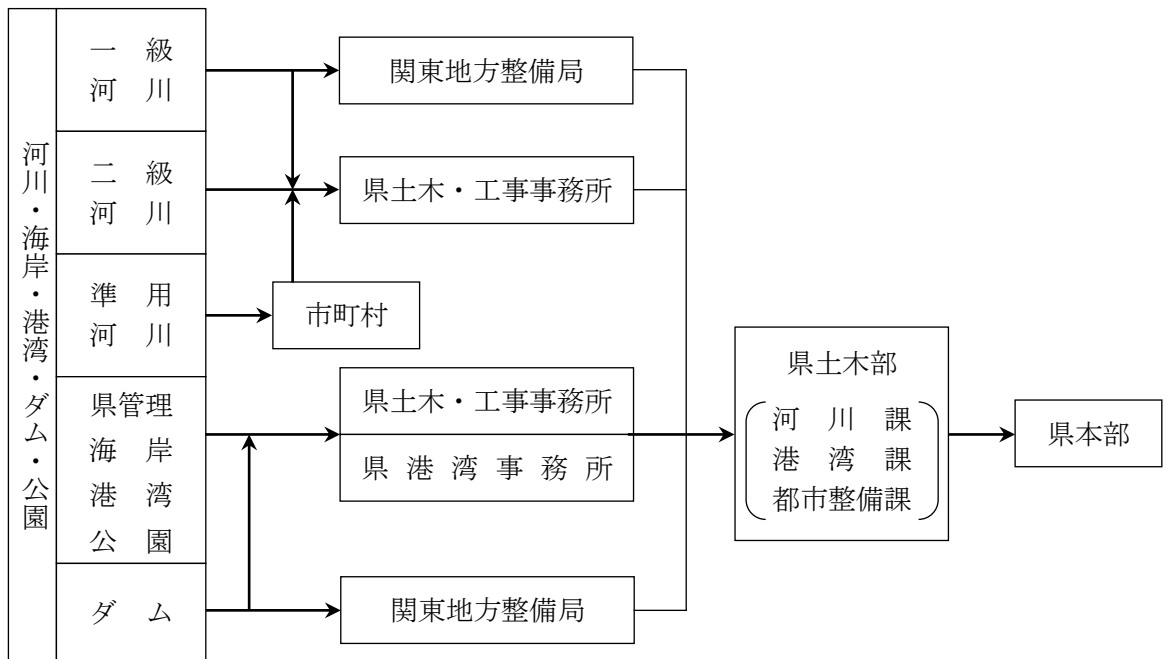 河川・海岸・港湾・ダム・公園
一級
河川
二級
河川
準用
河川
県管理
海岸
港湾
公園
ダム
関東地方整備局
県土木・工事事務所
市町村
県土木・工事事務所
県港湾事務所
関東地方整備局
県土木部
河川課
港湾課
都市整備課
県本部